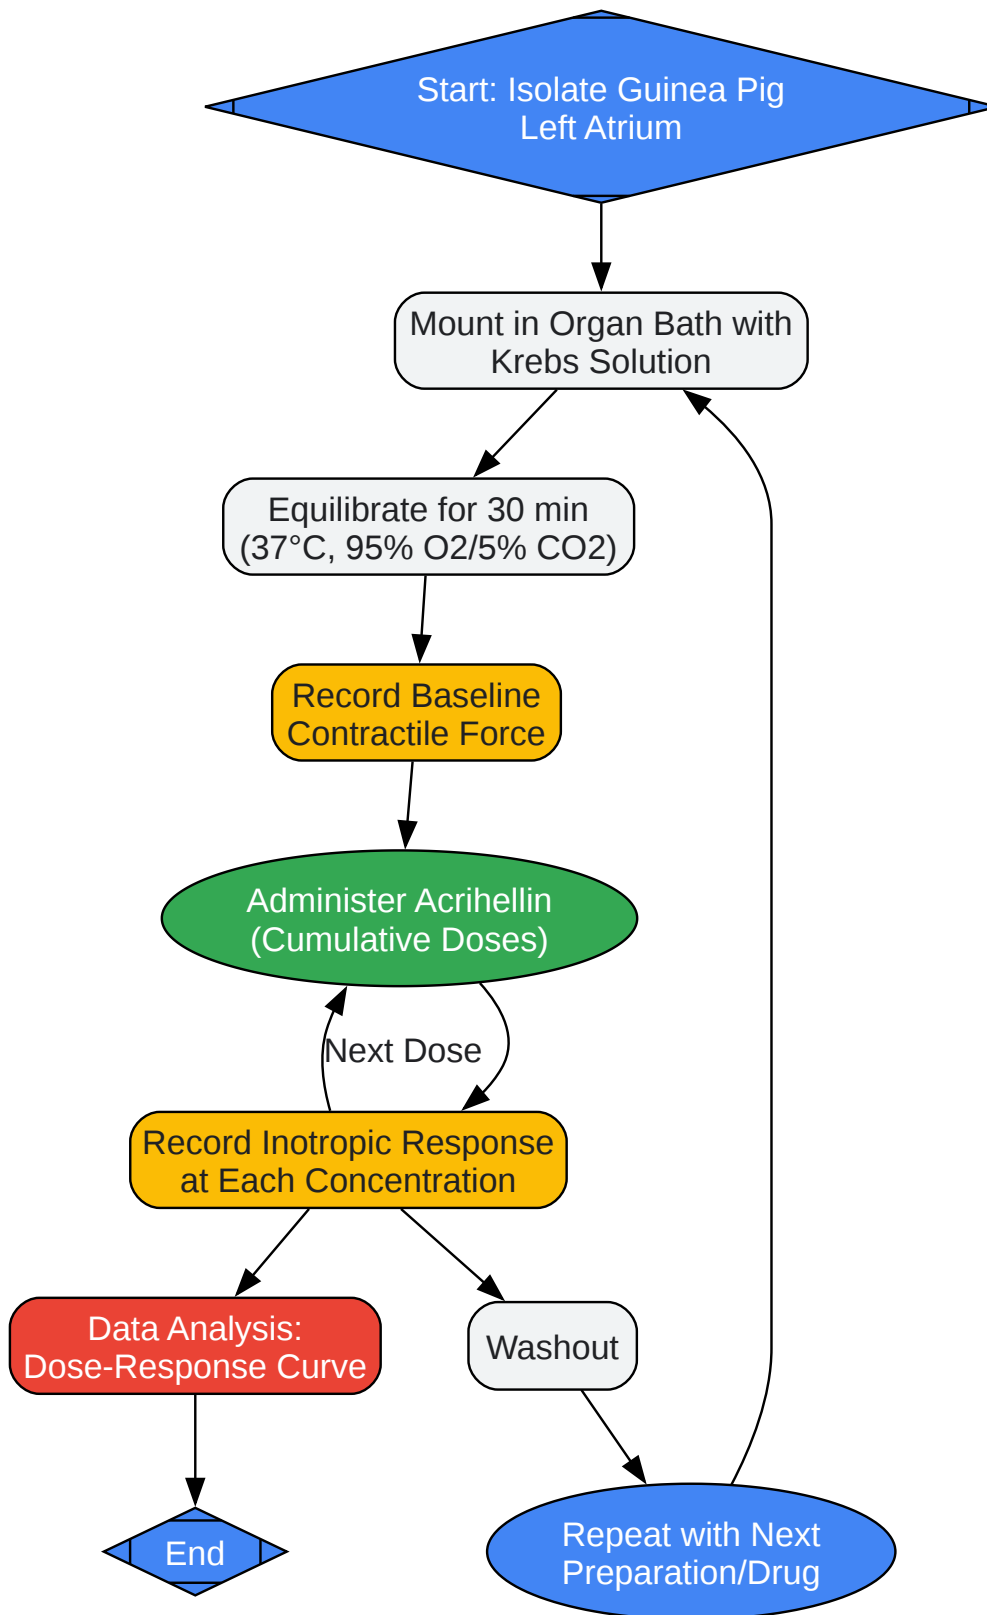 Start: Isolate Guinea Pig
Left Atrium
Mount in Organ Bath with
Krebs Solution
Equilibrate for 30 min
(37°C, 95% O2/5% CO2)
Record Baseline
Contractile Force
Administer Acrihellin
(Cumulative Doses)
Next Dose
Record Inotropic Response
at Each Concentration
Data Analysis:
Dose-Response Curve
Washout
End
Repeat with Next
Preparation/Drug